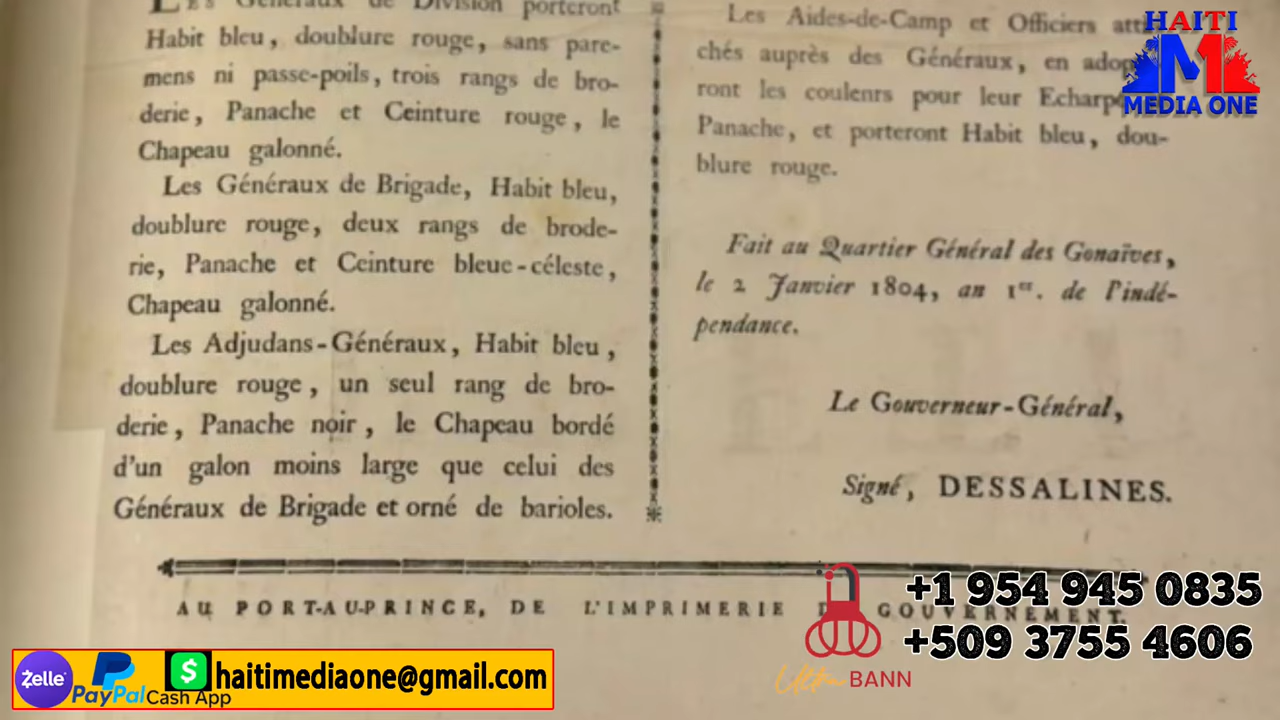 Les Généraux de Division porteront
Habit bleu, doublure rouge, sans pare-
mens ni passe-poils, trois rangs de bro-
derie, Panache et Ceinture rouge, le
Chapeau galonné.
Les Généraux de Brigade, Habit bleu,
doublure rouge, deux rangs de brode-
rie, Panache et Ceinture bleue-céleste,
Chapeau galonné.
Les Adjudans-Généraux, Habit bleu,
doublure rouge, un seul rang de bro-
derie, Panache noir, le Chapeau bordé
d'un galon moins large que celui des
Généraux de Brigade et orné de barioles.
Les Aides-de-Camp et Officiers
chés auprès des Généraux, en
ront les coulenrs pour leur
Panache, et porteront Habit bleu, dou-
blure rouge.
Fait au Quartier Général des Gonaïves,
le 2 Janvier 1804, an 1er. de l'indé-
pendance.
Le Gouverneur-Général,
Signé, DESSALINES.
AU PORT-AU-PRINCE, DE L'IMPRIMERIE GOUVERNEMENT.
HAITI
M
MEDIA ONE
Zelle
PayPal
$
Cash App
haitimediaone@gmail.com
BANN
+1 954 945 0835
+509 3755 4606